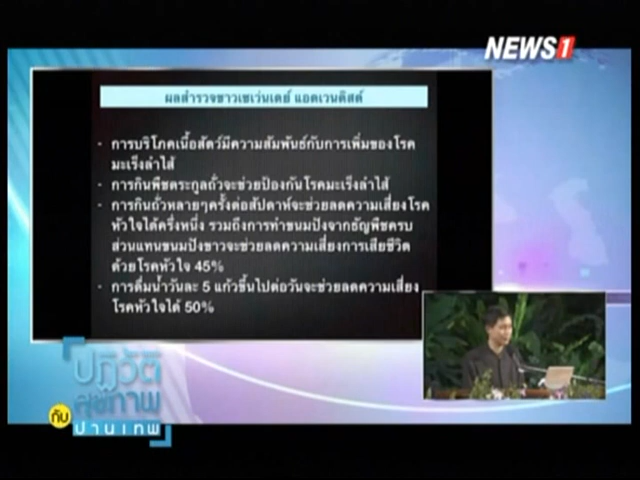 NEWS1
ผลสำรวจชาวเซเว่นเดย์ แอดเวนติสต์
- การบริโภคเนื้อสัตว์มีความสัมพันธ์กับการเพิ่มของโรค
มะเร็งลำไส้
- การกินพืชตระกูลถั่วจะช่วยป้องกันโรคมะเร็งลำไส้
- การกินถั่วหลายๆครั้งต่อสัปดาห์จะช่วยลดความเสี่ยงโรค
หัวใจได้ครึ่งหนึ่ง รวมถึงการทำขนมปังจากธัญพืชครบ
ส่วนแทนขนมปังขาวจะช่วยลดความเสี่ยงการเสียชีวิต
ด้วยโรคหัวใจ 45%
- การดื่มน้ำวันละ 5 แก้วขึ้นไปต่อวันจะช่วยลดความเสี่ยง
โรคหัวใจได้ 50%
ปฏิวัติ
สุขภาพ
กับ
ปานเทพ